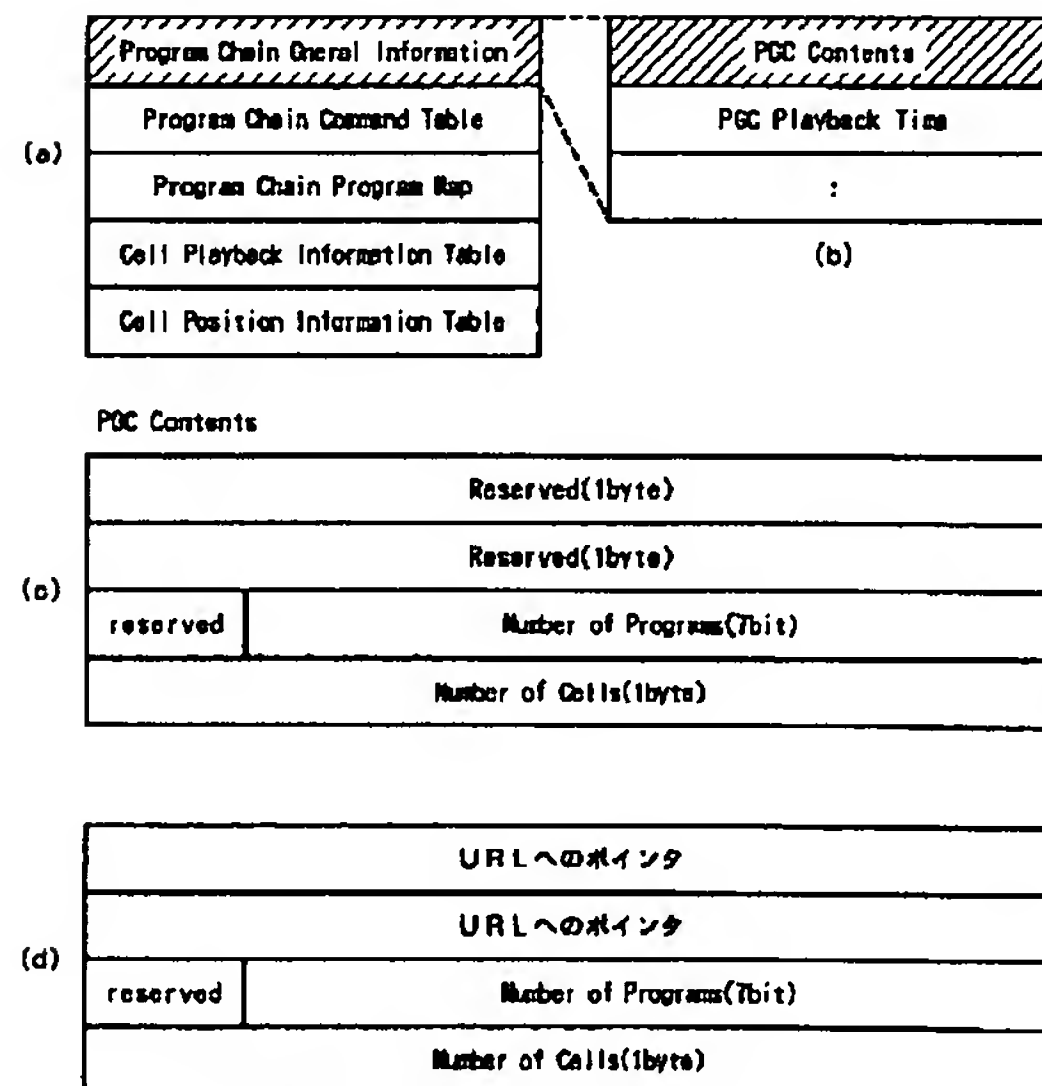 Program Chain Gneral Information
Program Chain Command Table
Program Chain Program Map
Cell Playback Information Table
Cell Position Information Table
(a)
PGC Contents
PGC Playback Time
:
(b)
PGC Contents
Reserved(1byte)
Reserved(1byte)
(c)
reserved
Number of Programs(7bit)
Number of Cells(1byte)
URLへのポインタ
URLへのポインタ
(d)
reserved
Number of Programs(7bit)
Number of Cells(1byte)